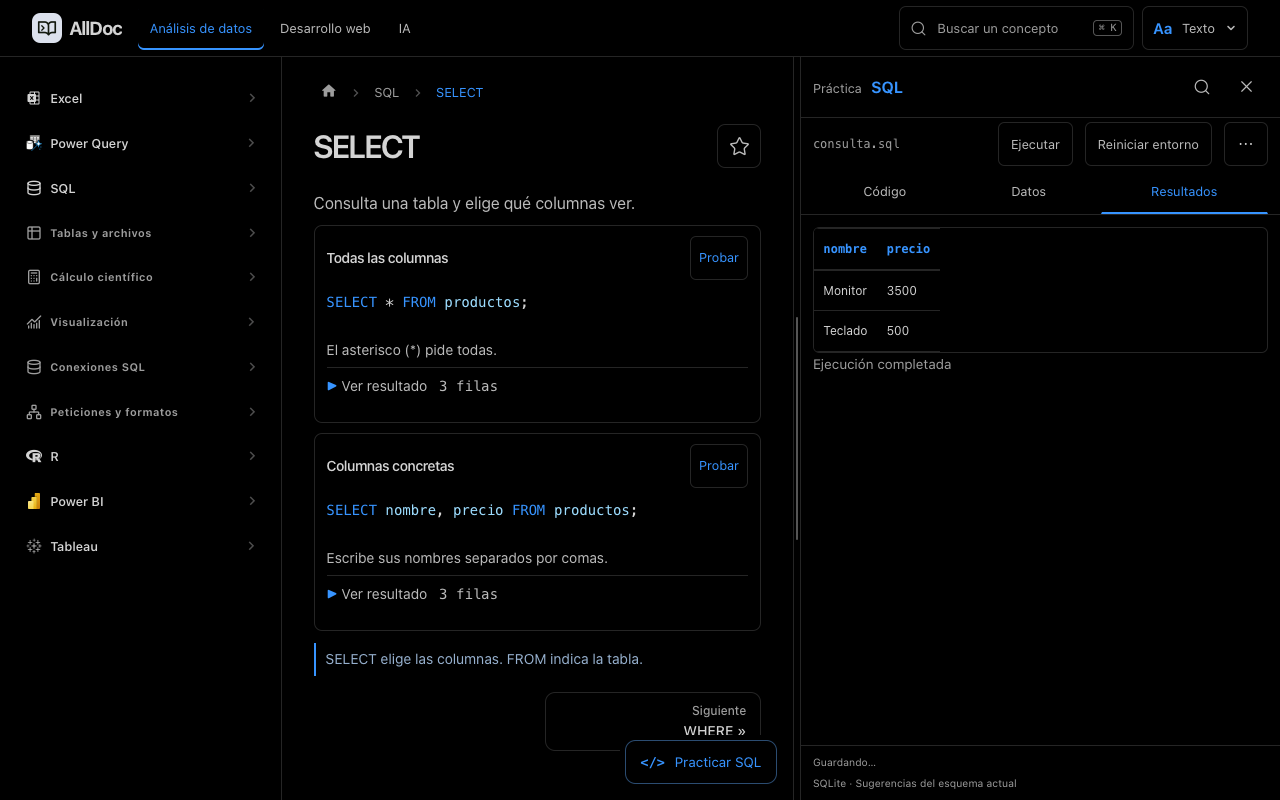 AllDoc
Análisis de datos
Desarrollo web
IA
Buscar un concepto
⌘ K
Aa Texto
Excel
Power Query
SQL
Tablas y archivos
Cálculo científico
Visualización
Conexiones SQL
Peticiones y formatos
R
Power BI
Tableau
SQL
SELECT
SELECT
Consulta una tabla y elige qué columnas ver.
Todas las columnas
Probar
SELECT * FROM productos;
El asterisco (*) pide todas.
Ver resultado 3 filas
Columnas concretas
Probar
SELECT nombre, precio FROM productos;
Escribe sus nombres separados por comas.
Ver resultado 3 filas
SELECT elige las columnas. FROM indica la tabla.
Siguiente
WHERE »
</> Practicar SQL
Práctica SQL
consulta.sql
Ejecutar
Reiniciar entorno
...
Código
Datos
Resultados
nombre precio
Monitor 3500
Teclado 500
Ejecución completada
Guardando…
SQLite · Sugerencias del esquema actual